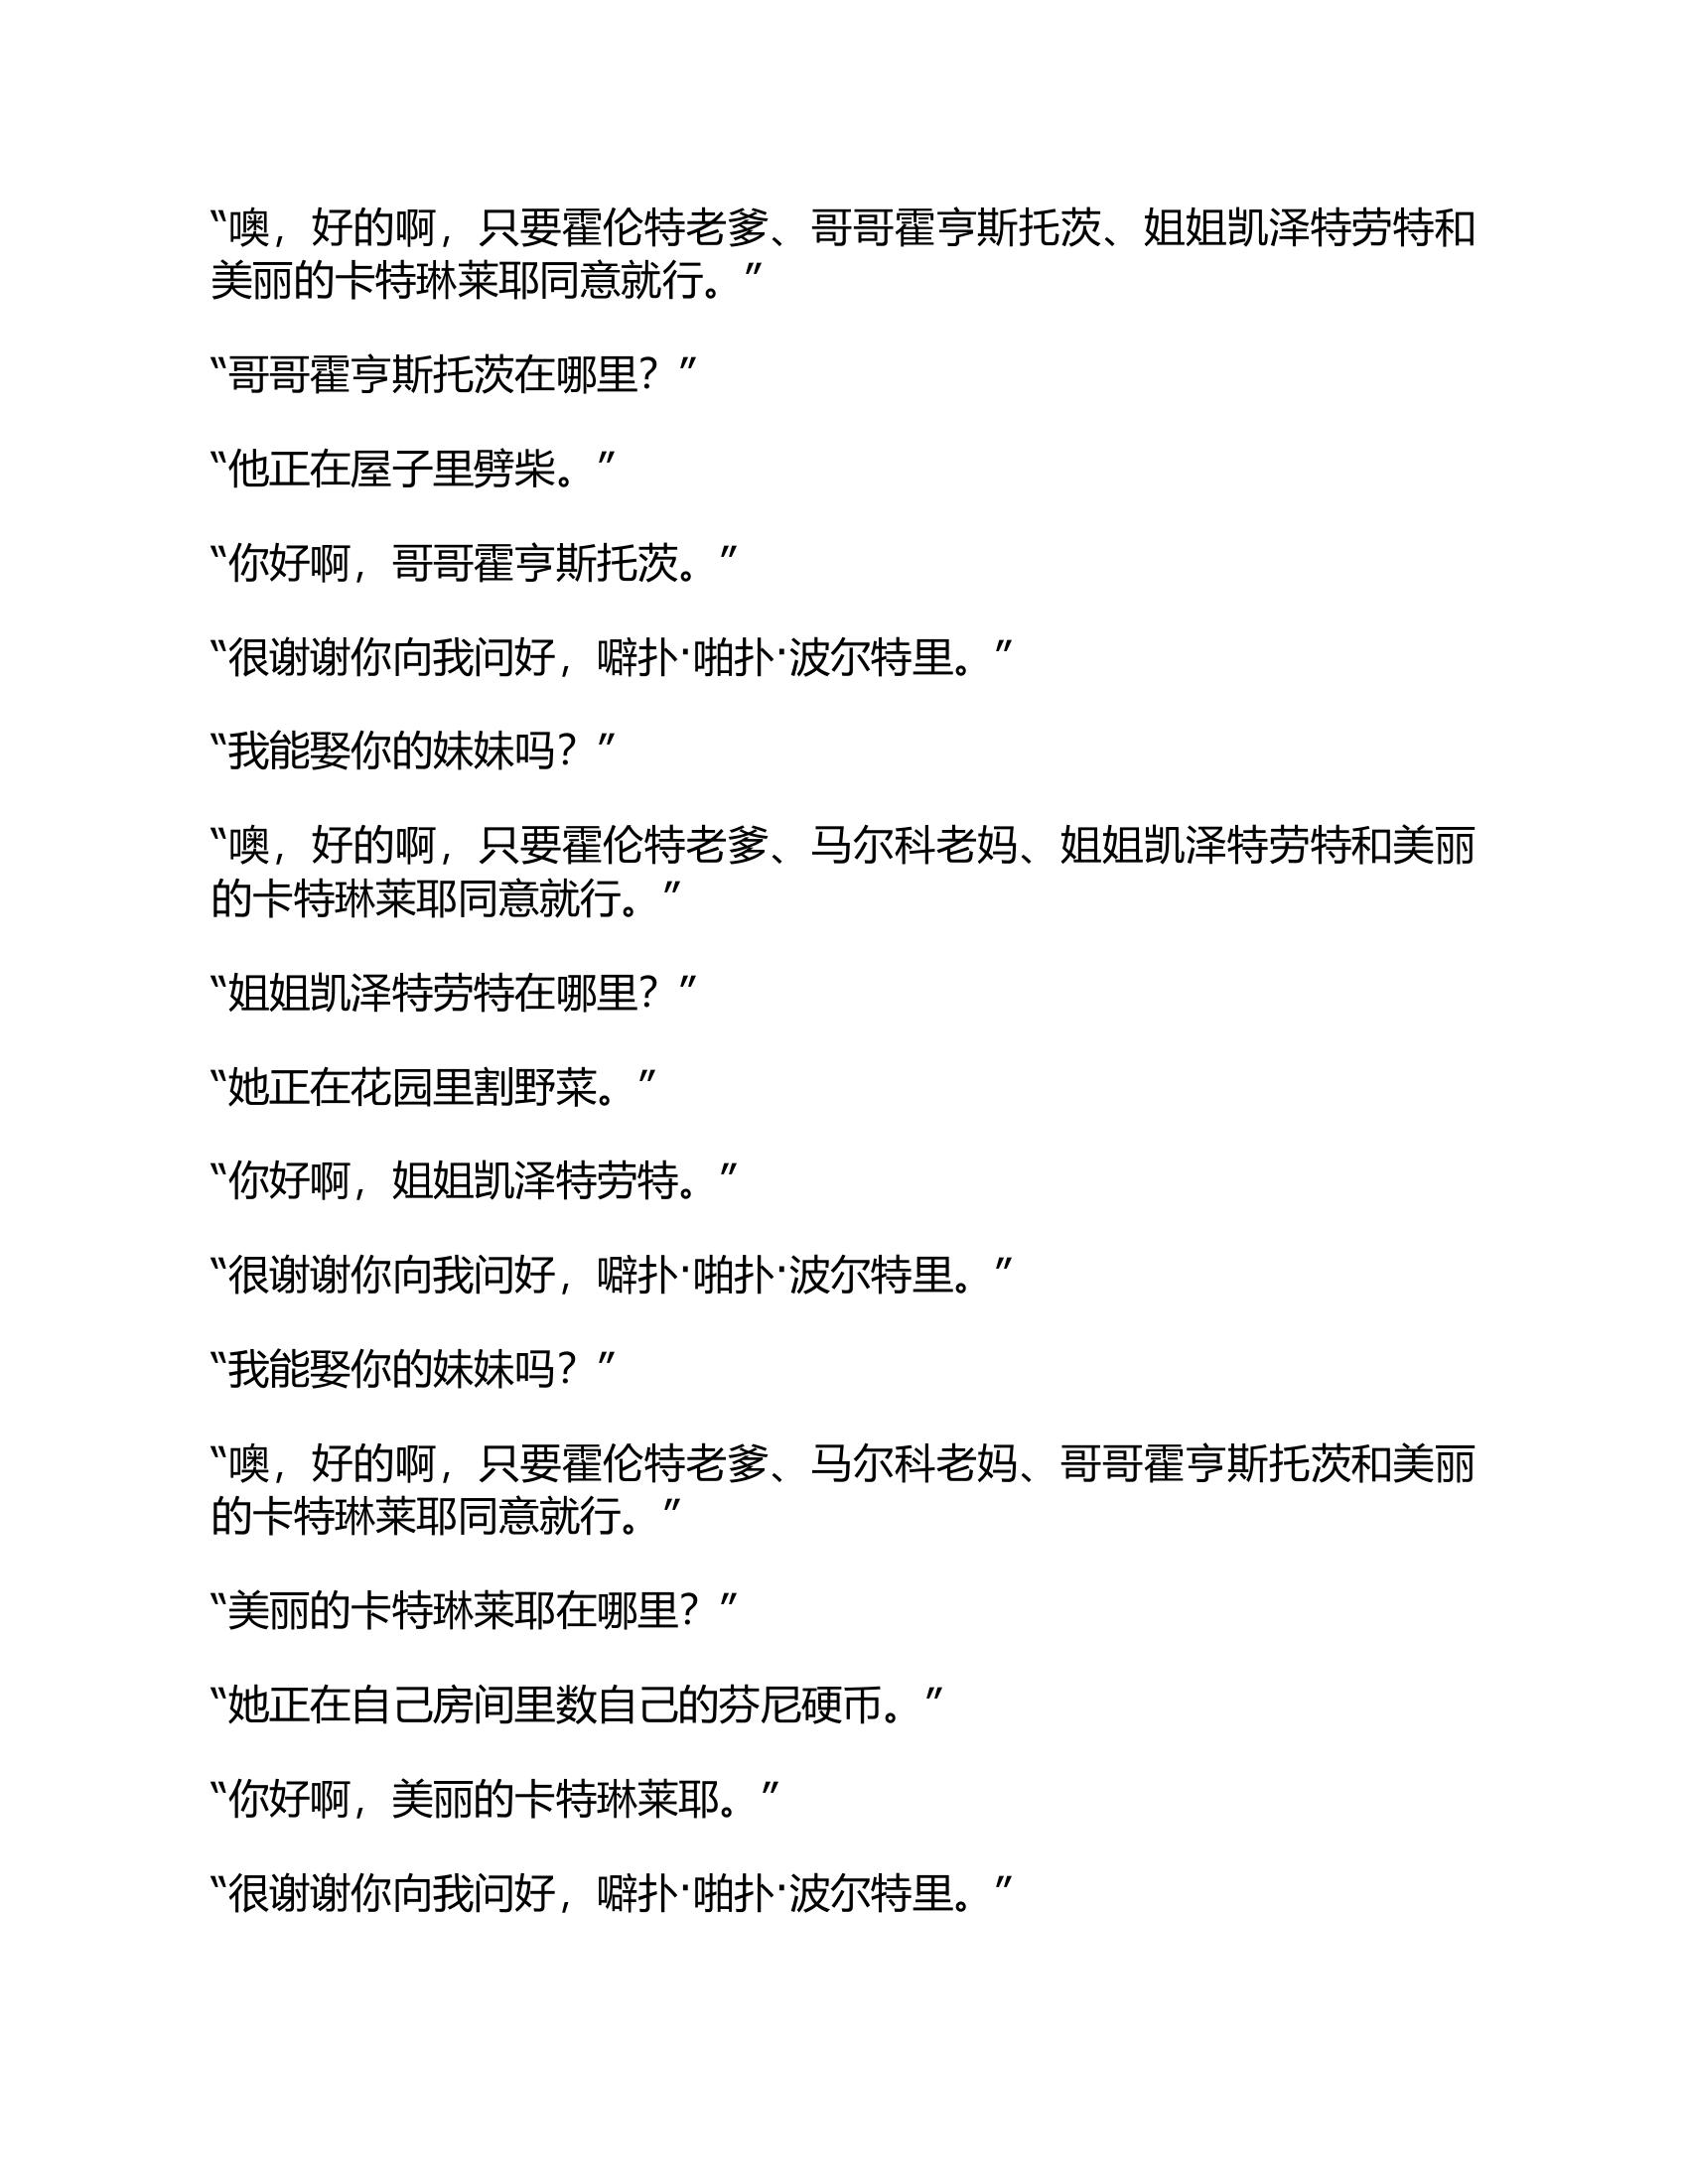 “噢，好的啊，只要霍伦特老爹、哥哥霍亨斯托茨、姐姐凯泽特劳特和
美丽的卡特琳莱耶同意就行。”
“哥哥霍亨斯托茨在哪里？”
“他正在屋子里劈柴。”
“你好啊，哥哥霍亨斯托茨。”
“很谢谢你向我问好，噼扑·啪扑·波尔特里。”
“我能娶你的妹妹吗？”
“噢，好的啊，只要霍伦特老爹、马尔科老妈、姐姐凯泽特劳特和美丽
的卡特琳莱耶同意就行。”
“姐姐凯泽特劳特在哪里？”
“她正在花园里割野菜。”
“你好啊，姐姐凯泽特劳特。”
“很谢谢你向我问好，噼扑·啪扑·波尔特里。”
“我能娶你的妹妹吗？”
“噢，好的啊，只要霍伦特老爹、马尔科老妈、哥哥霍亨斯托茨和美丽
的卡特琳莱耶同意就行。”
“美丽的卡特琳莱耶在哪里？”
“她正在自己房间里数自己的芬尼硬币。”
“你好啊，美丽的卡特琳莱耶。”
“很谢谢你向我问好，噼扑·啪扑·波尔特里。”